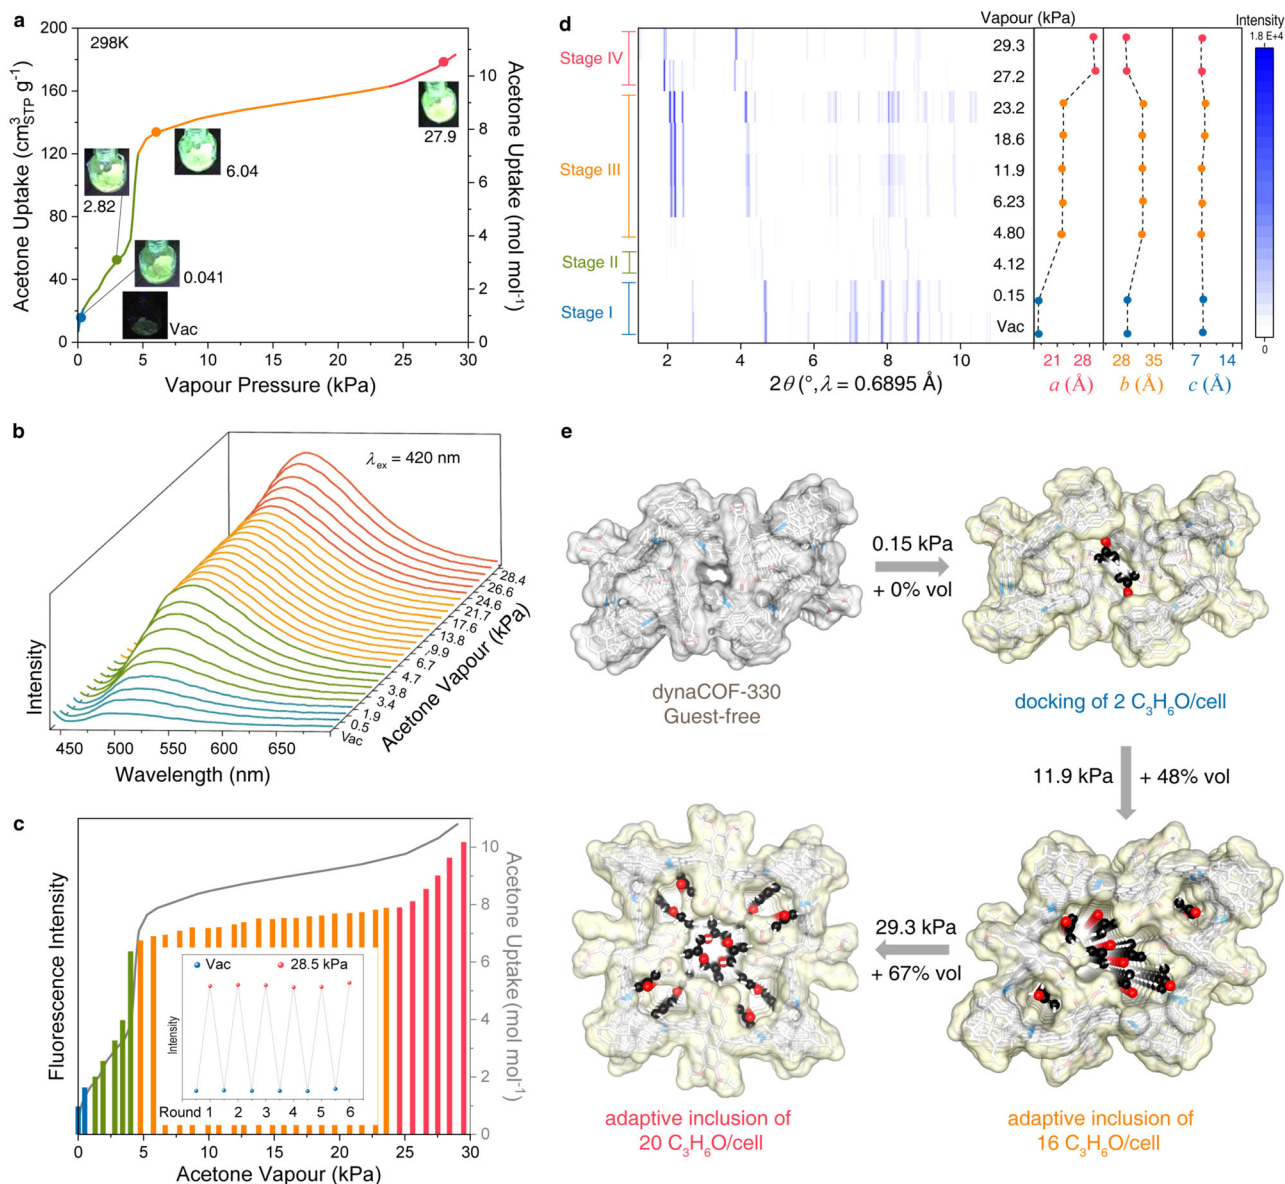 a
298K
200
160
120
80
40
0
Acetone Uptake (cm³STP g⁻¹)
10
8
6
4
2
0
Acetone Uptake (mol mol⁻¹)
27.9
6.04
2.82
0.041
Vac
0 5 10 15 20 25 30
Vapour Pressure (kPa)
b
λex = 420 nm
Intensity
450 500 550 600 650
Wavelength (nm)
28.4
26.6
24.6
21.7
17.6
13.8
9.9
6.7
4.7
3.8
3.4
1.9
0.5
Vac
Acetone Vapour (kPa)
c
Fluorescence Intensity
Vac 28.5 kPa
Intensity
Round 1 2 3 4 5 6
10
8
6
4
2
0
Acetone Uptake (mol mol⁻¹)
0 5 10 15 20 25 30
Acetone Vapour (kPa)
d
Stage IV
Stage III
Stage II
Stage I
2 4 6 8 10
2θ (°, λ = 0.6895 Å)
Vapour (kPa)
29.3
27.2
23.2
18.6
11.9
6.23
4.80
4.12
0.15
Vac
21 28
a (Å)
28 35
b (Å)
7 14
c (Å)
Intensity
1.8 E+4
0
e
dynaCOF-330
Guest-free
0.15 kPa
+ 0% vol
docking of 2 C₃H₆O/cell
11.9 kPa + 48% vol
adaptive inclusion of
16 C₃H₆O/cell
29.3 kPa
+ 67% vol
adaptive inclusion of
20 C₃H₆O/cell